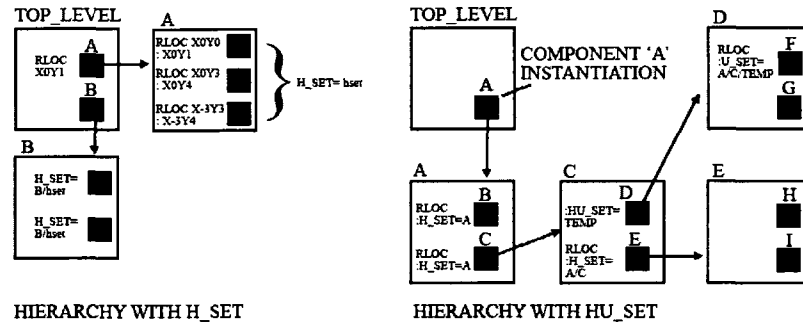 TOP_LEVEL
RLOC
X0Y1
A
B
A
RLOC X0Y0
: X0Y1
RLOC X0Y3
: X0Y4
RLOC X-3Y3
: X-3Y4
H_SET= hset
B
H_SET=
B/hset
H_SET=
B/hset
HIERARCHY WITH H_SET
TOP_LEVEL
A
COMPONENT ‘A’
INSTANTIATION
A
B
RLOC
:H_SET=A
C
RLOC
:H_SET=A
C
D
:HU_SET=
TEMP
E
RLOC
:H_SET=
A/C
D
RLOC
:U_SET=
A/C/TEMP
F
G
E
H
I
HIERARCHY WITH HU_SET